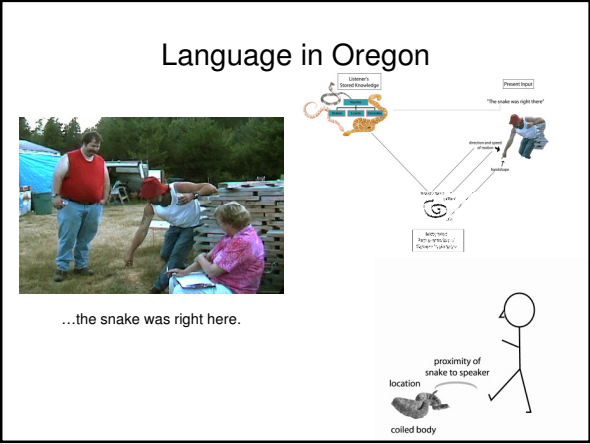 Language in Oregon
Listener's
Stored Knowledge
Present Input
"The snake was right there"
direction and speed
of motion
handshape
…the snake was right here.
proximity of
snake to speaker
location
coiled body